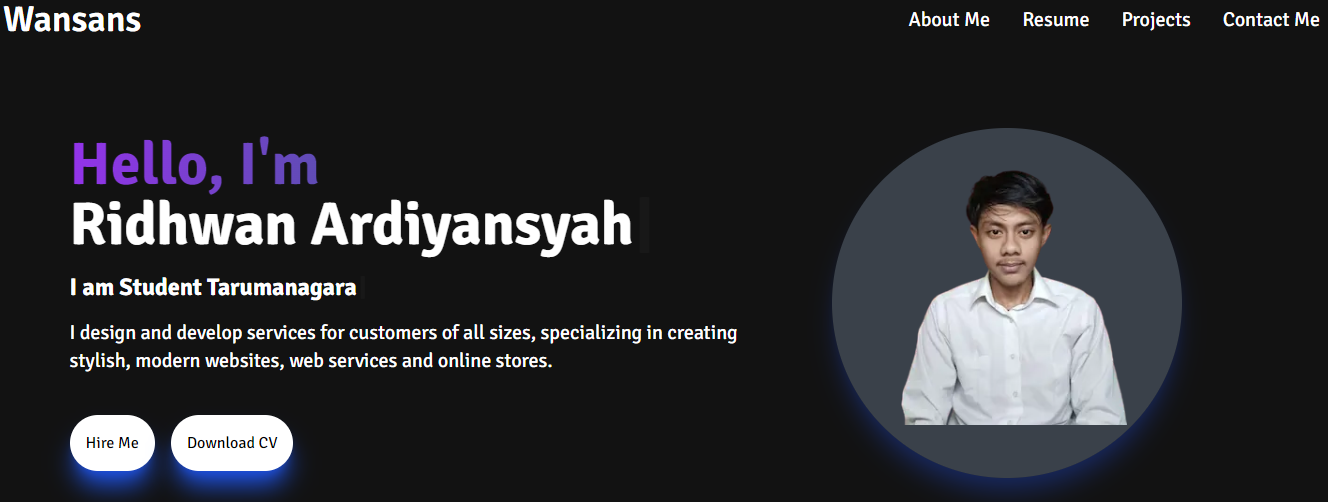 Wansans
About Me
Resume
Projects
Contact Me
Hello, I'm
Ridhwan Ardiyansyah
I am Student Tarumanagara
I design and develop services for customers of all sizes, specializing in creating
stylish, modern websites, web services and online stores.
Hire Me
Download CV